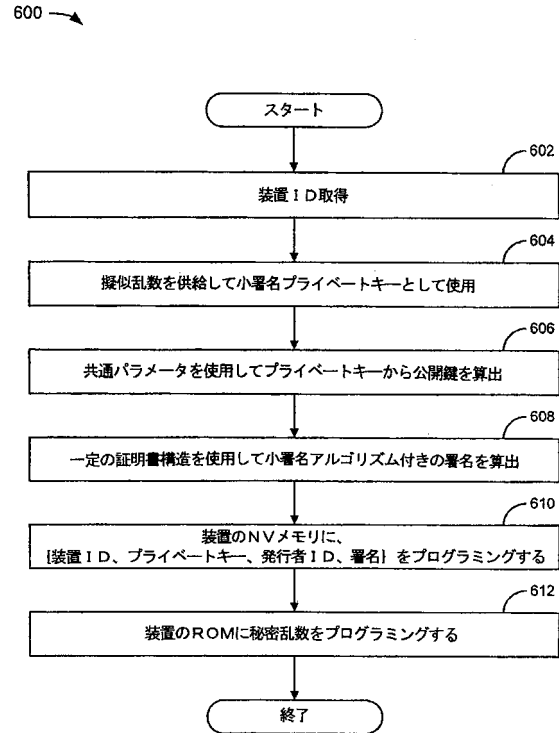 600
スタート
602
装置ID取得
604
擬似乱数を供給して小署名プライベートキーとして使用
606
共通パラメータを使用してプライベートキーから公開鍵を算出
608
一定の証明書構造を使用して小署名アルゴリズム付きの署名を算出
610
装置のNVメモリに、
{装置ID、プライベートキー、発行者ID、署名}をプログラミングする
612
装置のROMに秘密乱数をプログラミングする
終了